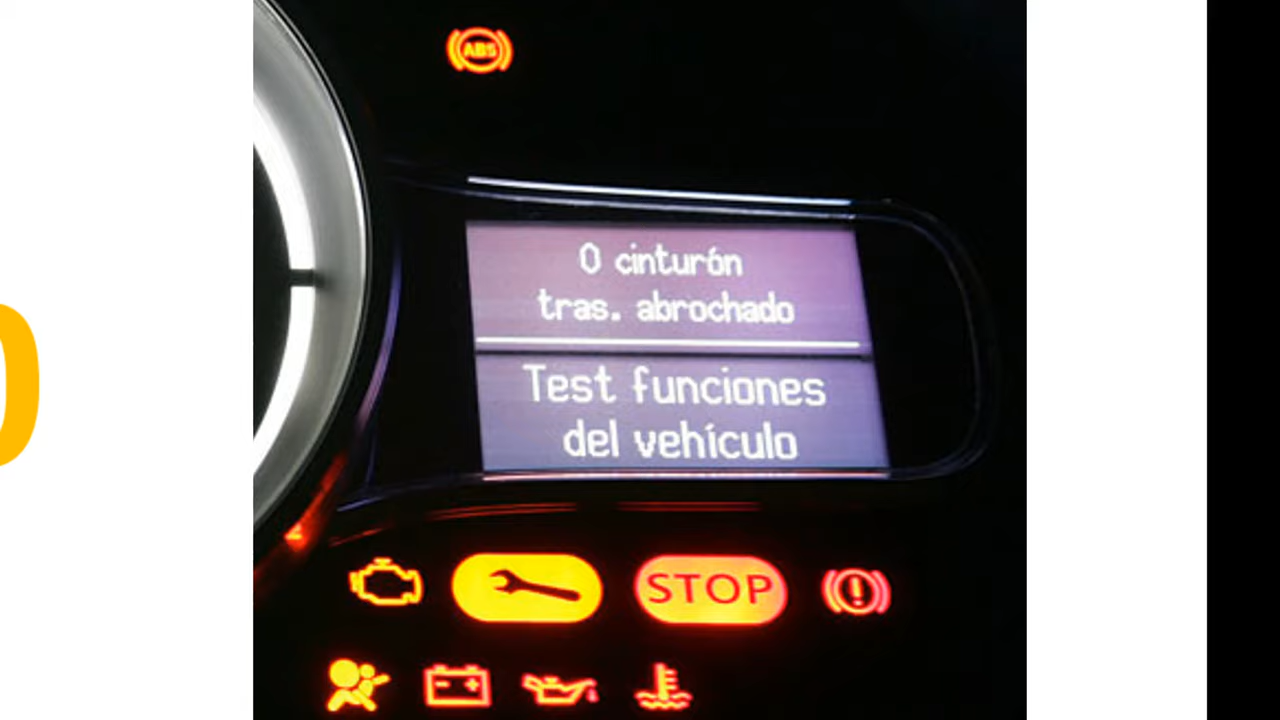 ABS
0 cinturón
tras. abrochado
Test funciones
del vehículo
STOP